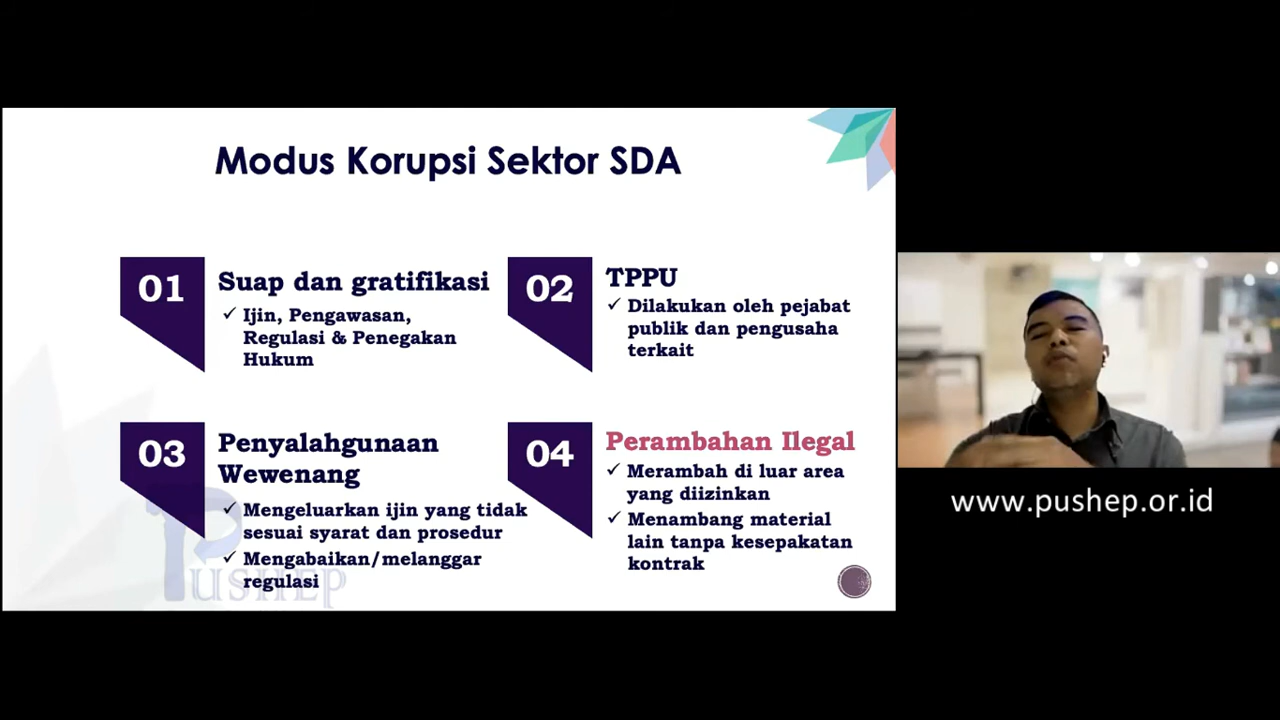 Modus Korupsi Sektor SDA
01
Suap dan gratifikasi
✓ Ijin, Pengawasan,
Regulasi & Penegakan
Hukum
02
TPPU
✓ Dilakukan oleh pejabat
publik dan pengusaha
terkait
03
Penyalahgunaan
Wewenang
✓ Mengeluarkan ijin yang tidak
sesuai syarat dan prosedur
✓ Mengabaikan/melanggar
regulasi
04
Perambahan Ilegal
✓ Merambah di luar area
yang diizinkan
✓ Menambang material
lain tanpa kesepakatan
kontrak
PUSHEP
www.pushep.or.id